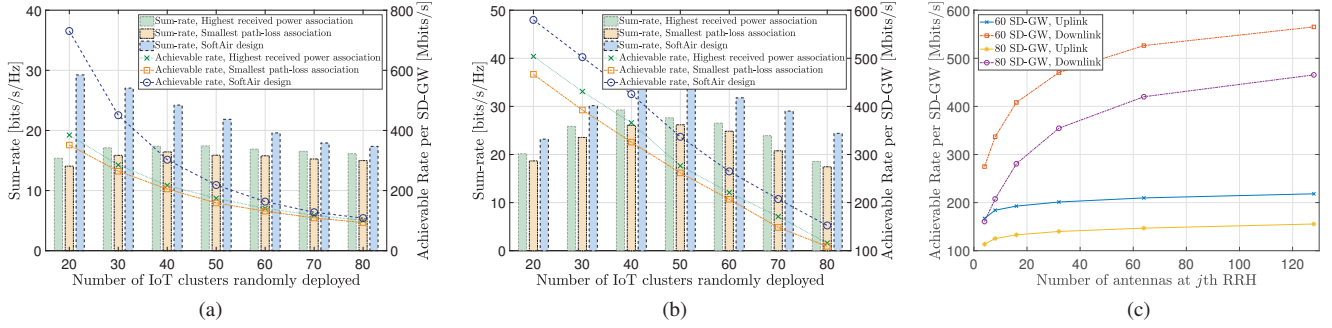 Sum-rate, Highest received power association
Sum-rate, Smallest path-loss association
Sum-rate, SoftAir design
Achievable rate, Highest received power association
Achievable rate, Smallest path-loss association
Achievable rate, SoftAir design
Sum-rate [bits/s/Hz]
40
30
20
10
0
Achievable Rate per SD-GW [Mbits/s]
800
700
600
500
400
300
200
100
0
20 30 40 50 60 70 80
Number of IoT clusters randomly deployed
(a)
Sum-rate, Highest received power association
Sum-rate, Smallest path-loss association
Sum-rate, SoftAir design
Achievable rate, Highest received power association
Achievable rate, Smallest path-loss association
Achievable rate, SoftAir design
Sum-rate [bits/s/Hz]
50
40
30
20
10
0
Achievable Rate per SD-GW [Mbits/s]
600
550
500
450
400
350
300
250
200
150
100
20 30 40 50 60 70 80
Number of IoT clusters randomly deployed
(b)
60 SD-GW, Uplink
60 SD-GW, Downlink
80 SD-GW, Uplink
80 SD-GW, Downlink
Achievable Rate per SD-GW [Mbits/s]
600
500
400
300
200
100
0 20 40 60 80 100 120
Number of antennas at jth RRH
(c)